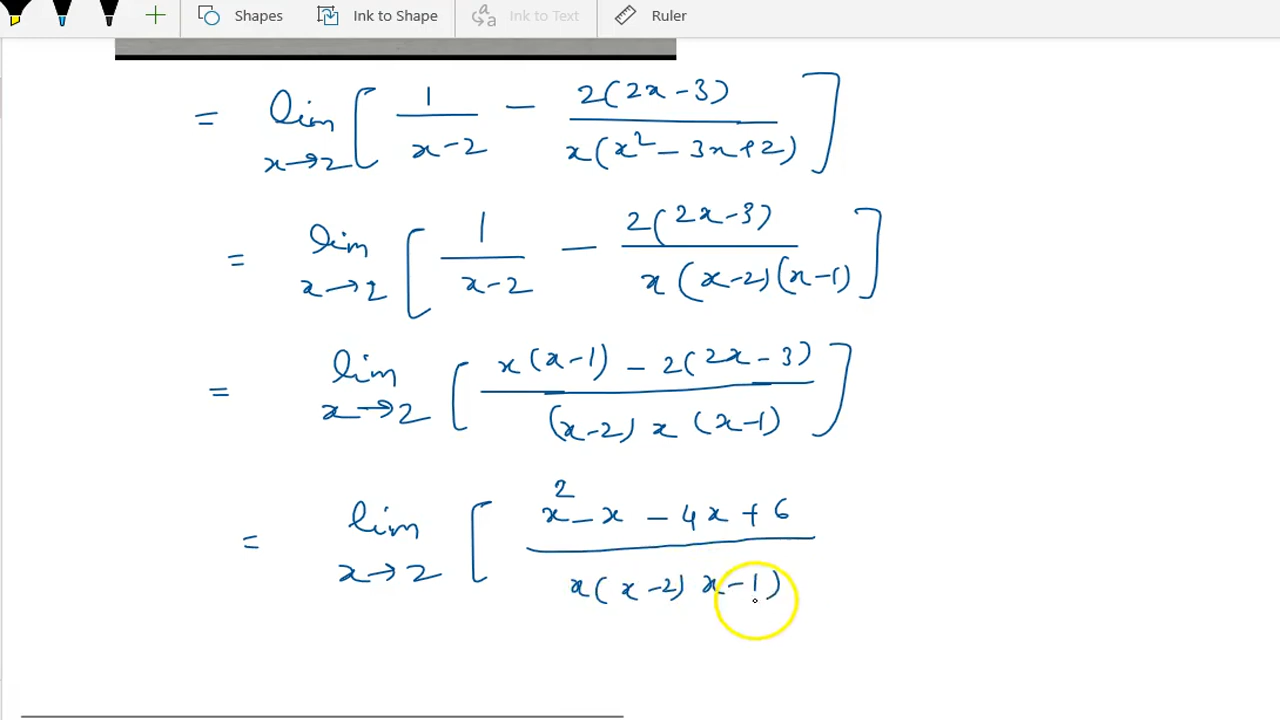 Shapes Ink to Shape Ink to Text Ruler
= lim x→2 [ 1/(x-2) - 2(2x-3)/x(x²-3x+2) ]
= lim x→2 [ 1/(x-2) - 2(2x-3)/x(x-2)(x-1) ]
= lim x→2 [ x(x-1) - 2(2x-3)/(x-2) x (x-1) ]
= lim x→2 [ x²-x-4x+6/x(x-2) x-1)